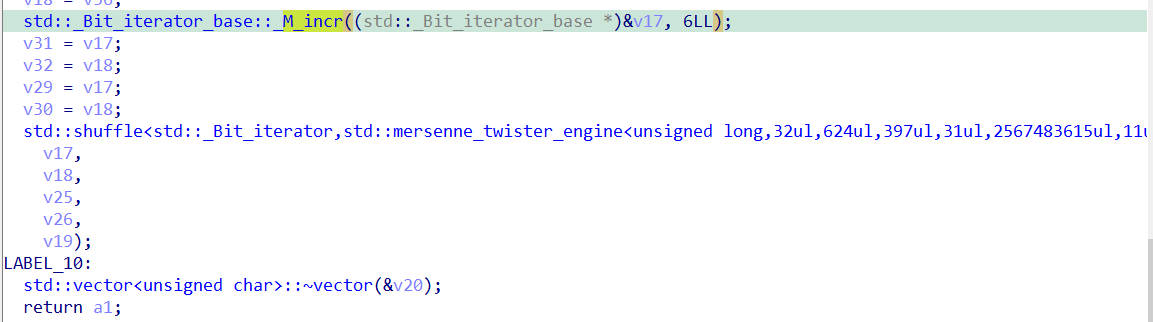 v18 = v36;
std::_Bit_iterator_base::_M_incr((std::_Bit_iterator_base *)&v17, 6LL);
v31 = v17;
v32 = v18;
v29 = v17;
v30 = v18;
std::shuffle<std::_Bit_iterator,std::mersenne_twister_engine<unsigned long,32ul,624ul,397ul,31ul,2567483615ul,11u
v17,
v18,
v25,
v26,
v19);
LABEL_10:
std::vector<unsigned char>::~vector(&v20);
return a1;